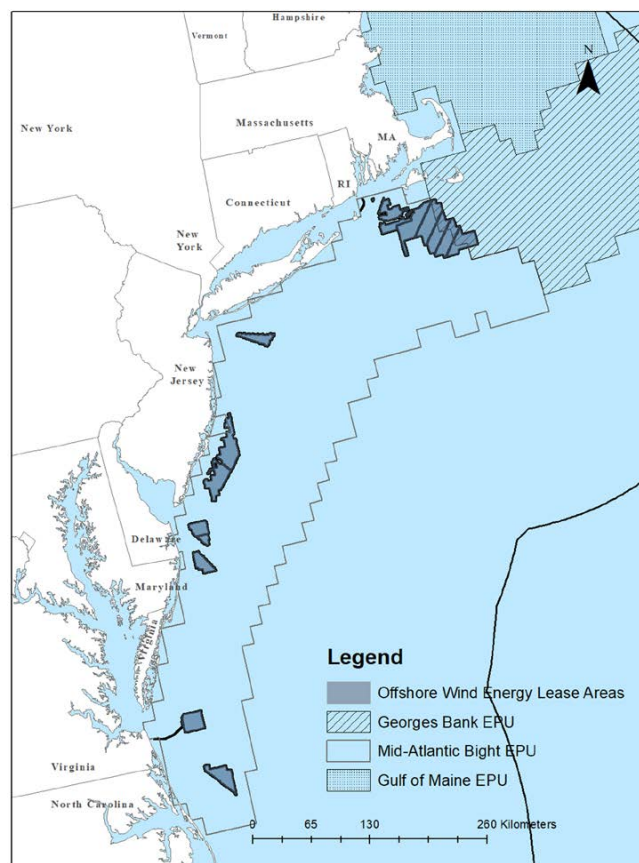 Hampshire
Vermont
N
New York
Massachusetts
MA
RI
Connecticut
New
York
New
Jersey
Delaware
Maryland
Virginia
Legend
Offshore Wind Energy Lease Areas
Georges Bank EPU
Mid-Atlantic Bight EPU
Gulf of Maine EPU
Virginia
North Carolina
0 65 130 260 Kilometers